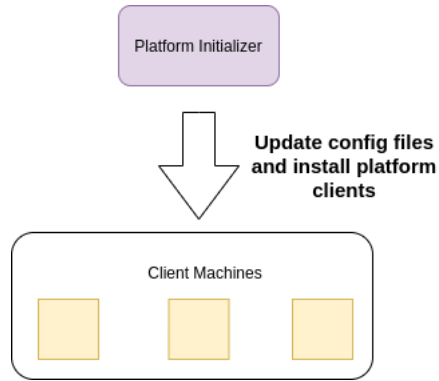 Platform Initializer
Update config files
and install platform
clients
Client Machines